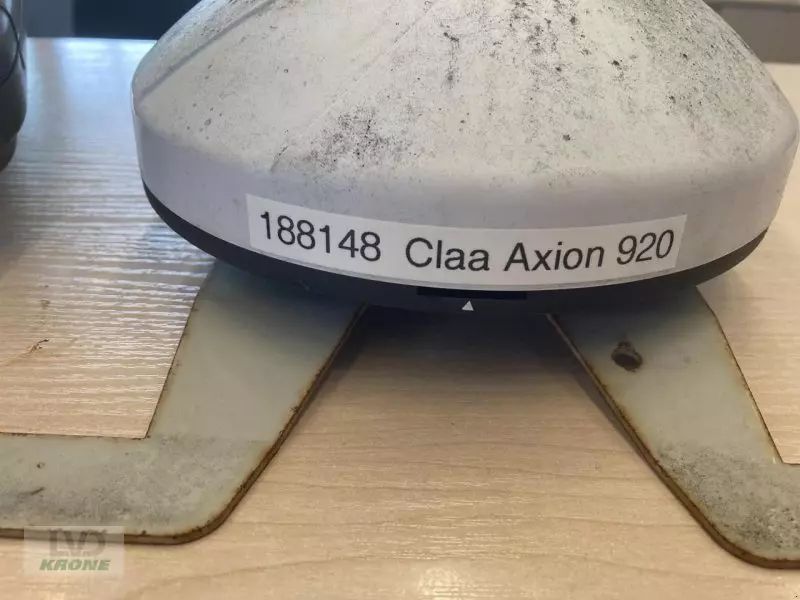 188148 Claa Axion 920
LVD
KRONE